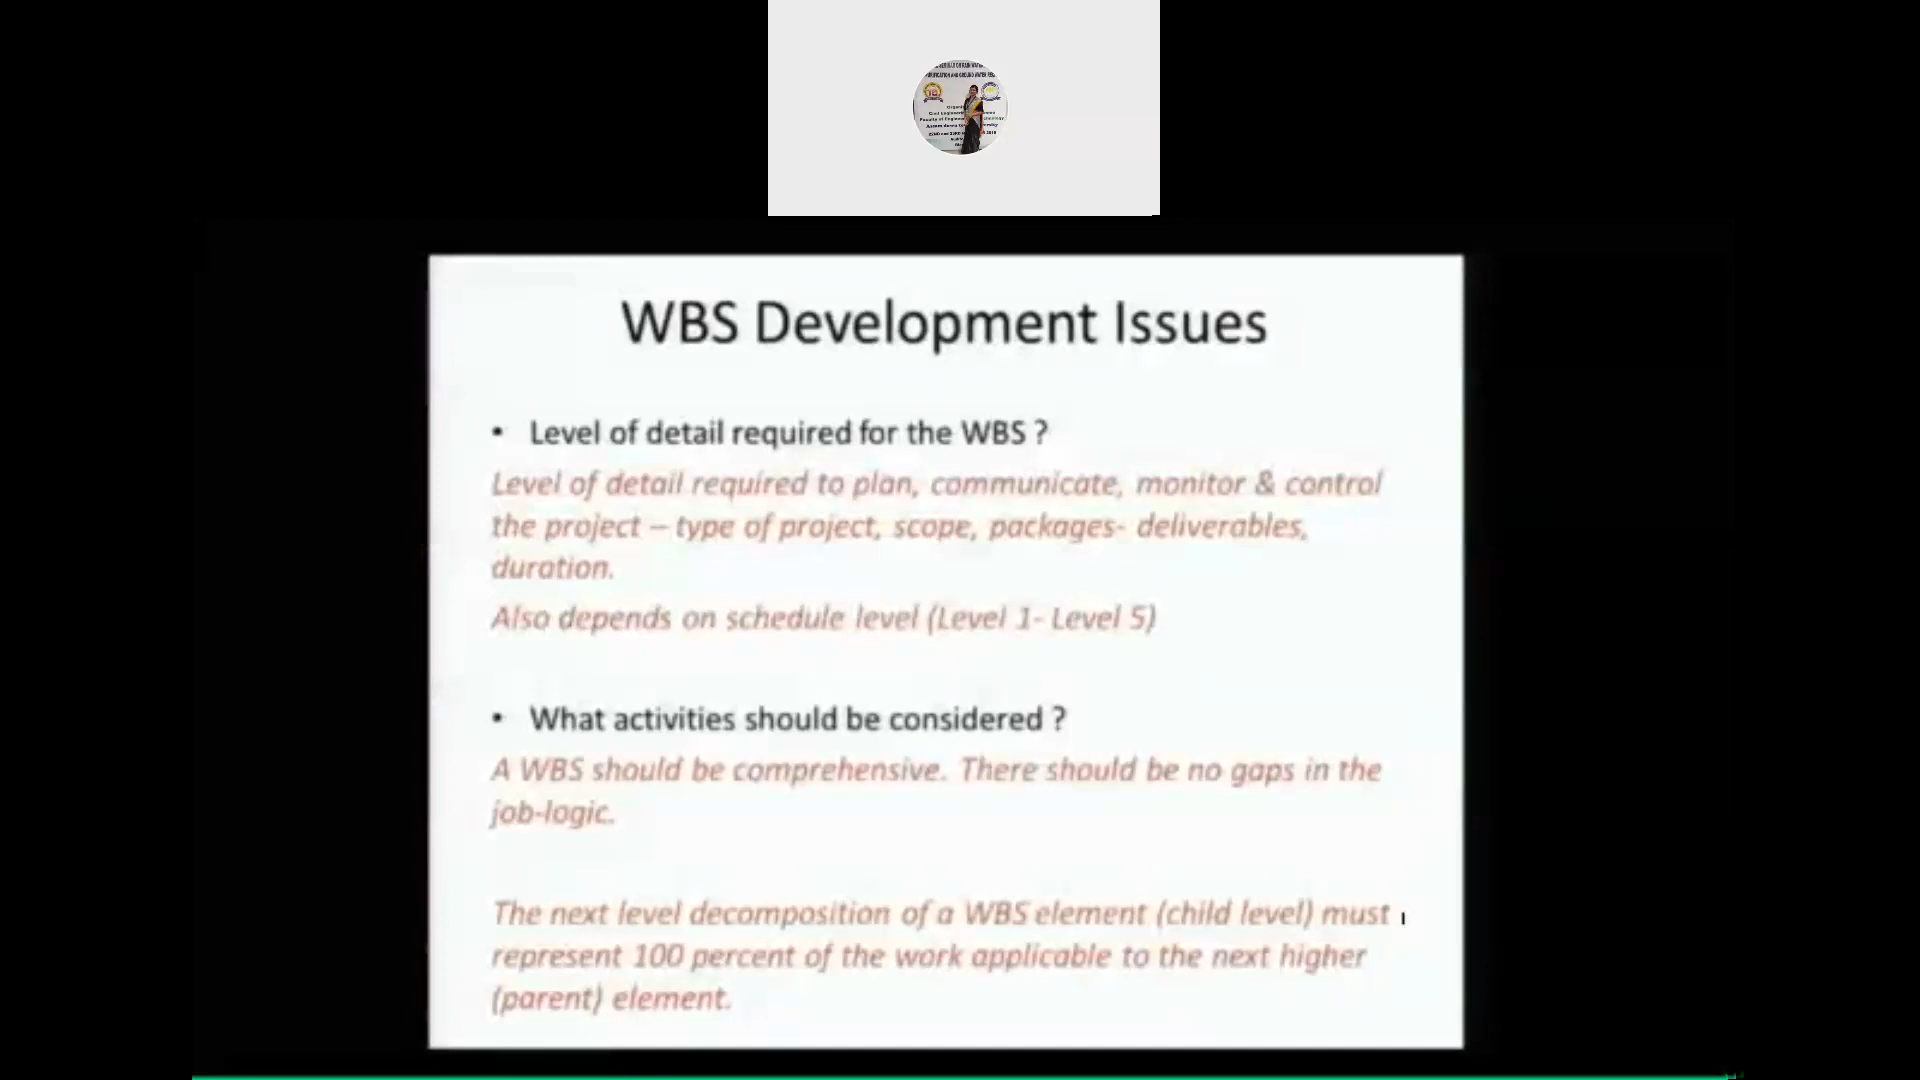 WBS Development Issues
• Level of detail required for the WBS ?
Level of detail required to plan, communicate, monitor & control
the project – type of project, scope, packages- deliverables,
duration.
Also depends on schedule level (Level 1- Level 5)
• What activities should be considered ?
A WBS should be comprehensive. There should be no gaps in the
job-logic.
The next level decomposition of a WBS element (child level) must
represent 100 percent of the work applicable to the next higher
(parent) element.